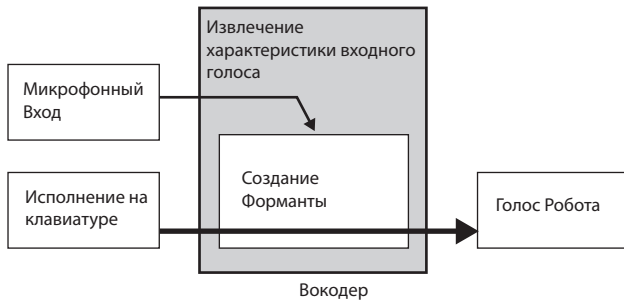 Извлечение
характеристики входного
голоса
Микрофонный
Вход
Создание
Форманты
Исполнение на
клавиатуре
Голос Робота
Вокодер